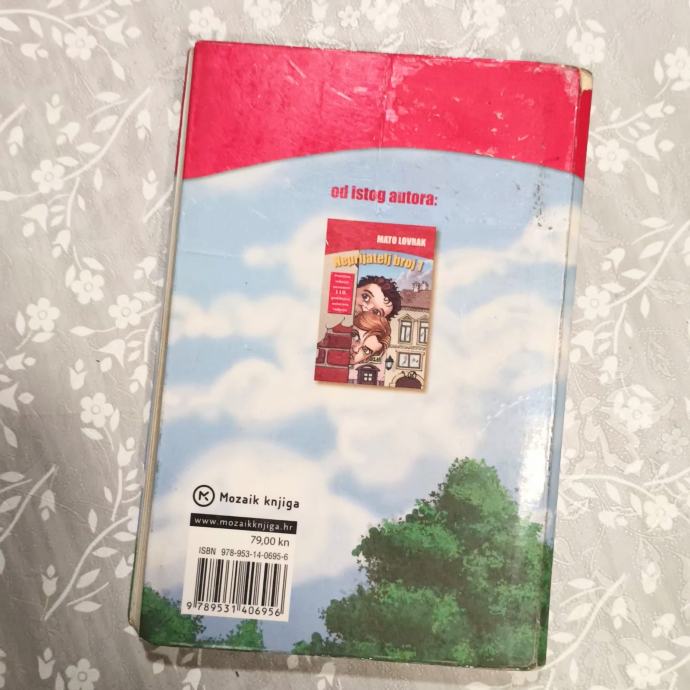 od istog autora:
MATO LOVRAK
Neprijatelj broj 1
Mozaik knjiga
www.mozaikknjiga.hr
79,00 kn
ISBN 978-953-14-0695-6
9 789531 406956